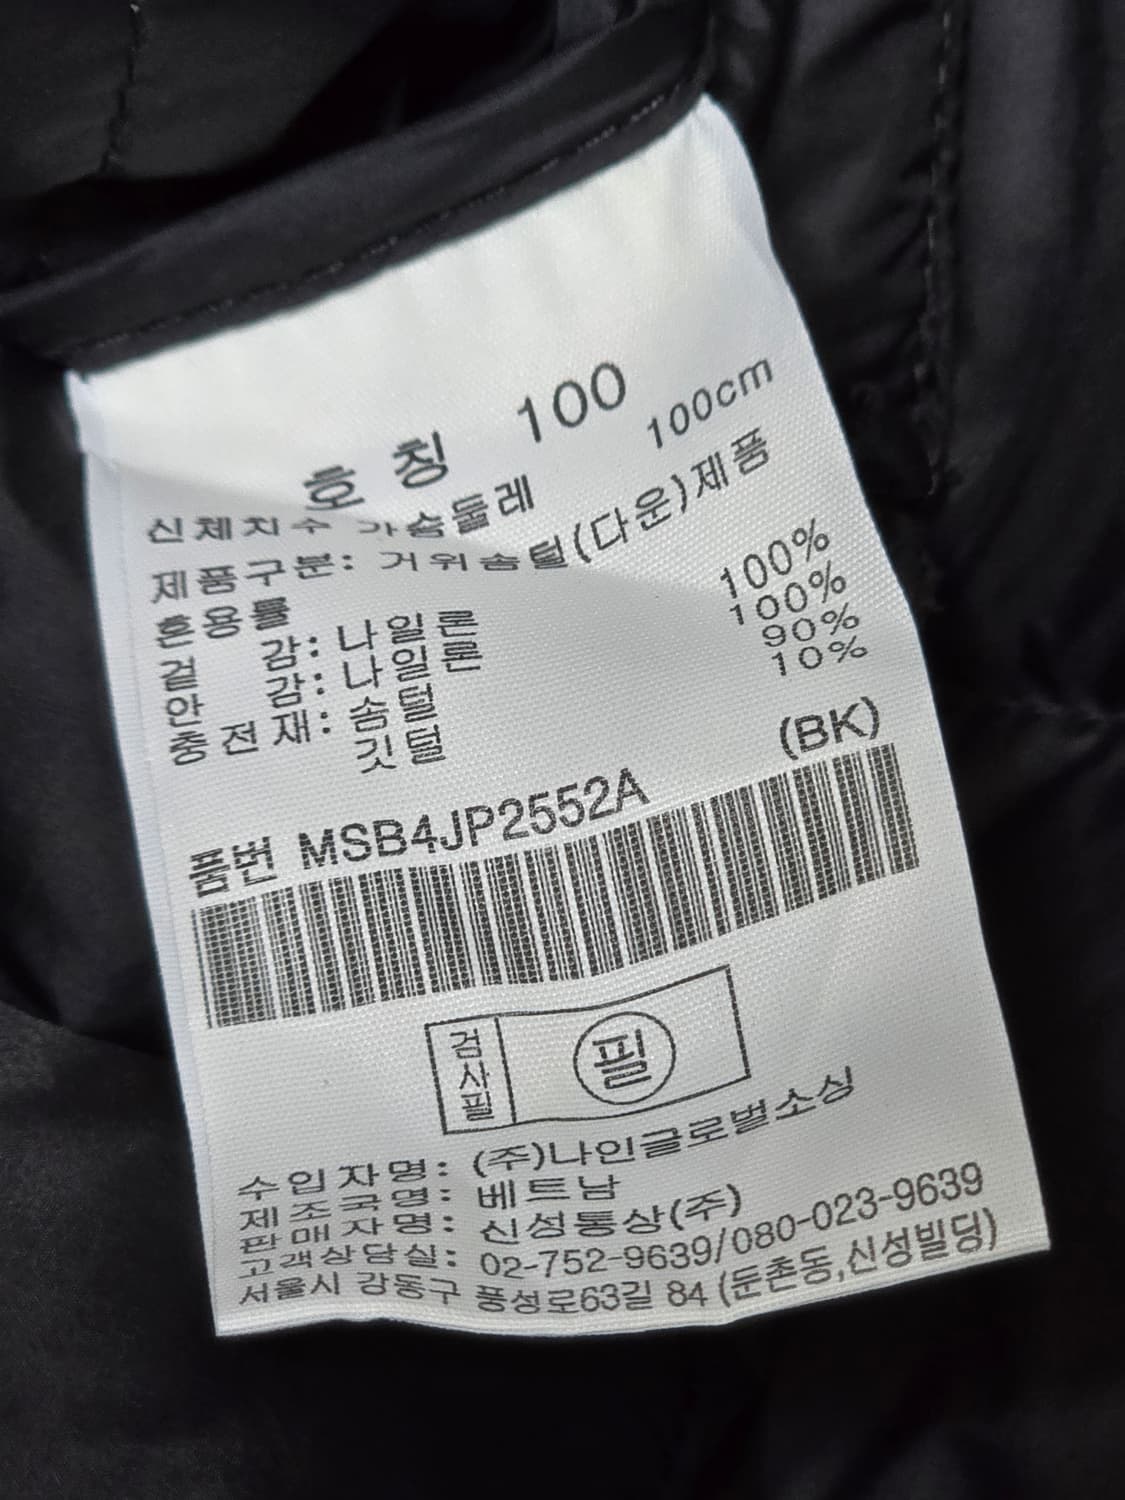 호칭 100
신체치수 가슴둘레 100cm
제품구분: 거위솜털(다운)제품
혼용률
겉 감: 나일론 100%
안 감: 나일론 100%
충전재: 솜털 90%
깃털 10%
품번 MSB4JP2552A (BK)
검사필 필
수입자명: (주)나인글로벌소싱
제조국명: 베트남
판매자명: 신성통상(주)
고객상담실: 02-752-9639/080-023-9639
서울시 강동구 풍성로63길 84 (둔촌동,신성빌딩)